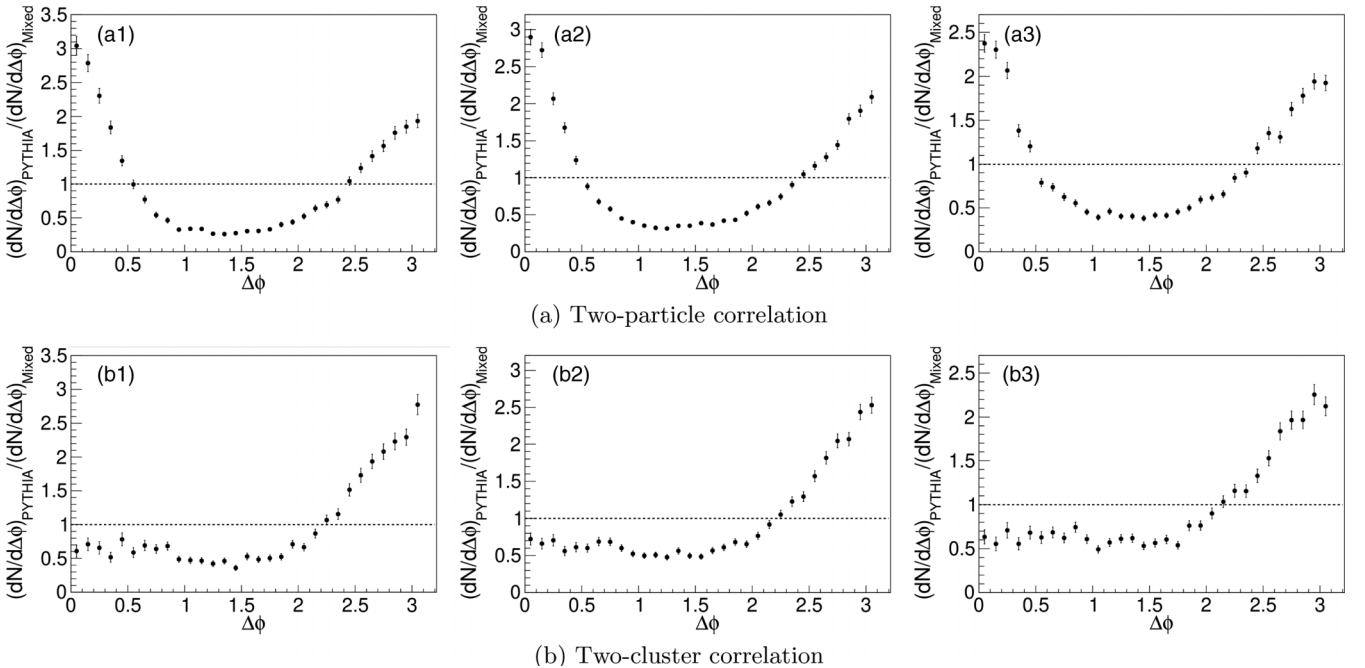 (dN/dΔϕ)PYTHIA/(dN/dΔϕ)Mixed
3.5
3
2.5
2
1.5
1
0.5
0
(a1)
0 0.5 1 1.5 2 2.5 3
Δϕ
(dN/dΔϕ)PYTHIA/(dN/dΔϕ)Mixed
3
2.5
2
1.5
1
0.5
0
(a2)
0 0.5 1 1.5 2 2.5 3
Δϕ
(dN/dΔϕ)PYTHIA/(dN/dΔϕ)Mixed
2.5
2
1.5
1
0.5
0
(a3)
0 0.5 1 1.5 2 2.5 3
Δϕ
(a) Two-particle correlation
(dN/dΔϕ)PYTHIA/(dN/dΔϕ)Mixed
3.5
3
2.5
2
1.5
1
0.5
0
(b1)
0 0.5 1 1.5 2 2.5 3
Δϕ
(dN/dΔϕ)PYTHIA/(dN/dΔϕ)Mixed
3
2.5
2
1.5
1
0.5
0
(b2)
0 0.5 1 1.5 2 2.5 3
Δϕ
(dN/dΔϕ)PYTHIA/(dN/dΔϕ)Mixed
2.5
2
1.5
1
0.5
0
(b3)
0 0.5 1 1.5 2 2.5 3
Δϕ
(b) Two-cluster correlation